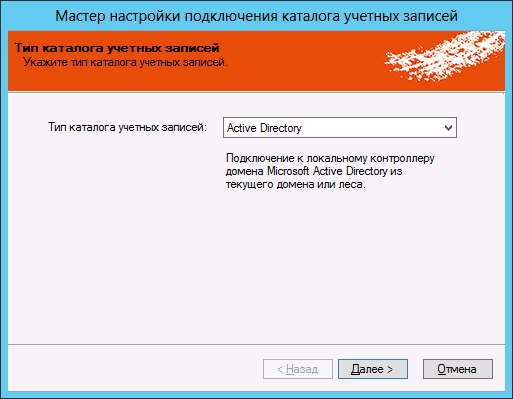 Мастер настройки подключения каталога учетных записей
Тип каталога учетных записей
Укажите тип каталога учетных записей.
Тип каталога учетных записей: Active Directory
Подключение к локальному контроллеру
домена Microsoft Active Directory из
текущего домена или леса.
< Назад Далее > Отмена